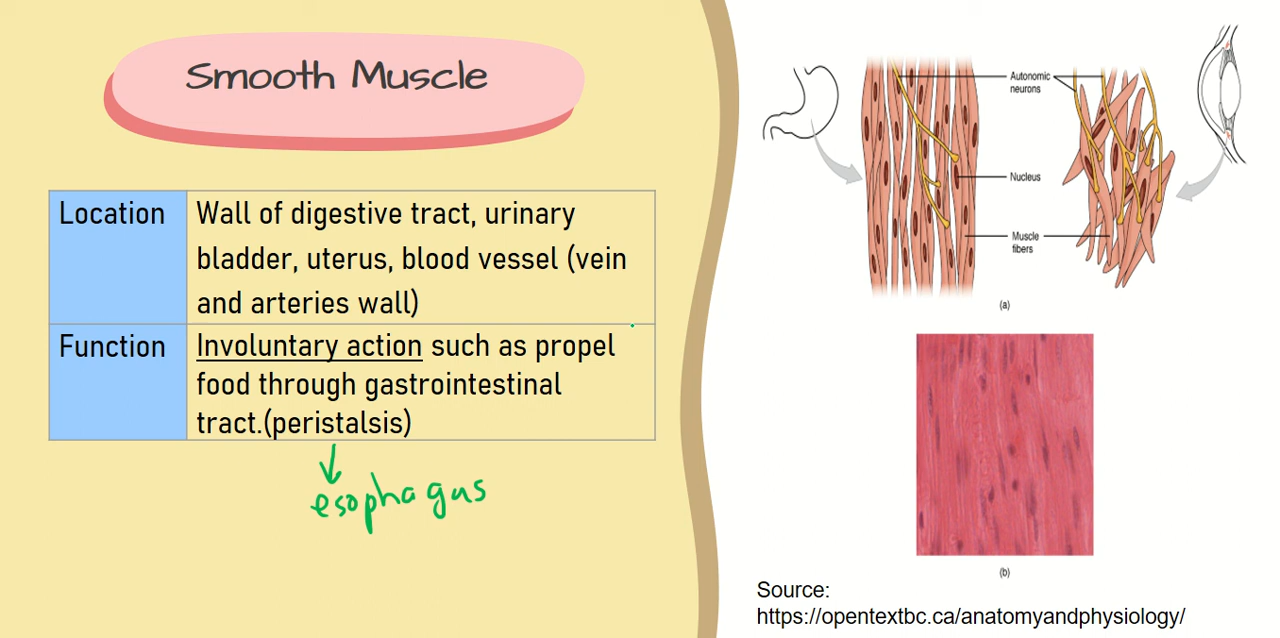 Smooth Muscle
Location
Wall of digestive tract, urinary
bladder, uterus, blood vessel (vein
and arteries wall)
Function
Involuntary action such as propel
food through gastrointestinal
tract.(peristalsis)
esophagus
Autonomic
neurons
Nucleus
Muscle
fibers
(a)
(b)
Source:
https://opentextbc.ca/anatomyandphysiology/